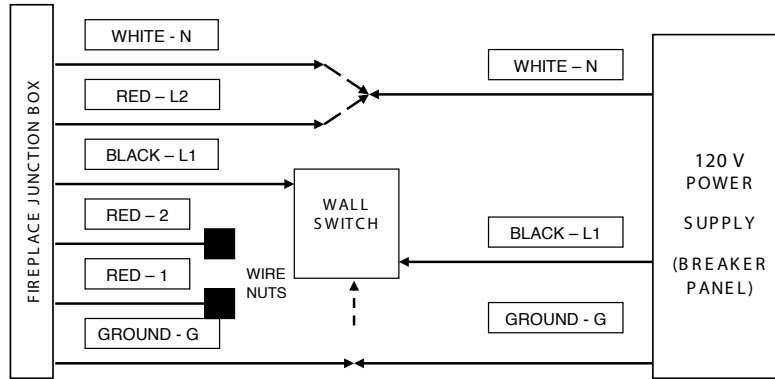 FIREPLACE JUNCTION BOX
WHITE - N
RED – L2
BLACK – L1
RED – 2
RED – 1
GROUND - G
WIRE
NUTS
WALL
SWITCH
WHITE – N
BLACK – L1
GROUND - G
120 V
POWER
SUPPLY
(BREAKER
PANEL)